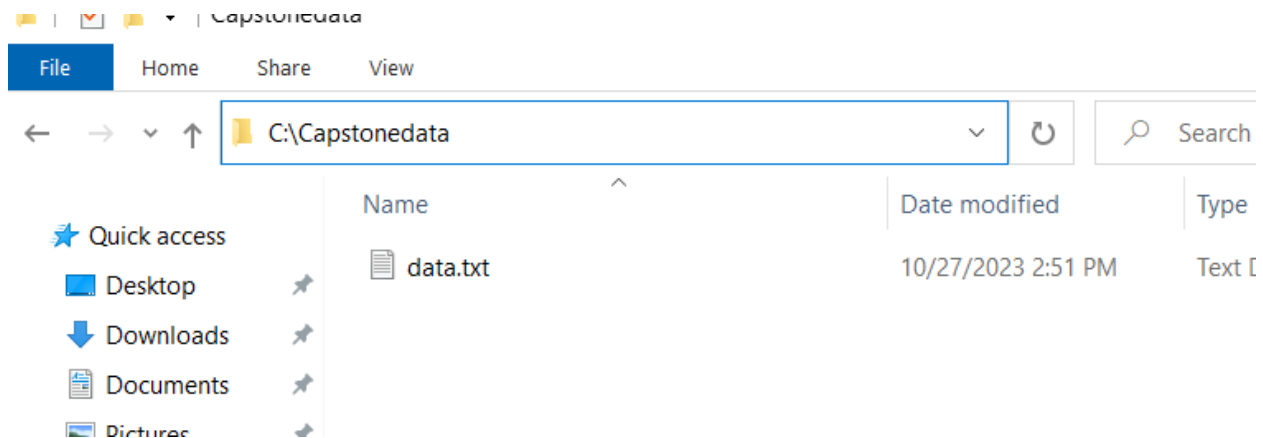 Capstonedata
File Home Share View
C:\Capstonedata Search
Name Date modified Type
Quick access
data.txt 10/27/2023 2:51 PM Text
Desktop
Downloads
Documents
Pictures